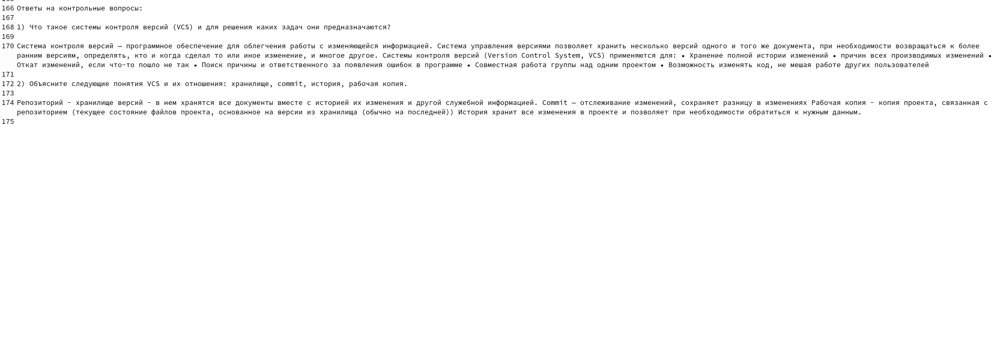 166 Ответы на контрольные вопросы:
167
168 1) Что такое системы контроля версий (VCS) и для решения каких задач они предназначаются?
169
170 Система контроля версий — программное обеспечение для облегчения работы с изменяющейся информацией. Система управления версиями позволяет хранить несколько версий одного и того же документа, при необходимости возвращаться к более
ранним версиям, определять, кто и когда сделал то или иное изменение, и многое другое. Системы контроля версий (Version Control System, VCS) применяются для: • Хранение полной истории изменений • причин всех производимых изменений •
Откат изменений, если что-то пошло не так • Поиск причины и ответственного за появления ошибок в программе • Совместная работа группы над одним проектом • Возможность изменять код, не мешая работе других пользователей
171
172 2) Объясните следующие понятия VCS и их отношения: хранилище, commit, история, рабочая копия.
173
174 Репозиторий - хранилище версий - в нем хранятся все документы вместе с историей их изменения и другой служебной информацией. Commit — отслеживание изменений, сохраняет разницу в изменениях Рабочая копия - копия проекта, связанная с
репозиторием (текущее состояние файлов проекта, основанное на версии из хранилища (обычно на последней)) История хранит все изменения в проекте и позволяет при необходимости обратиться к нужным данным.
175